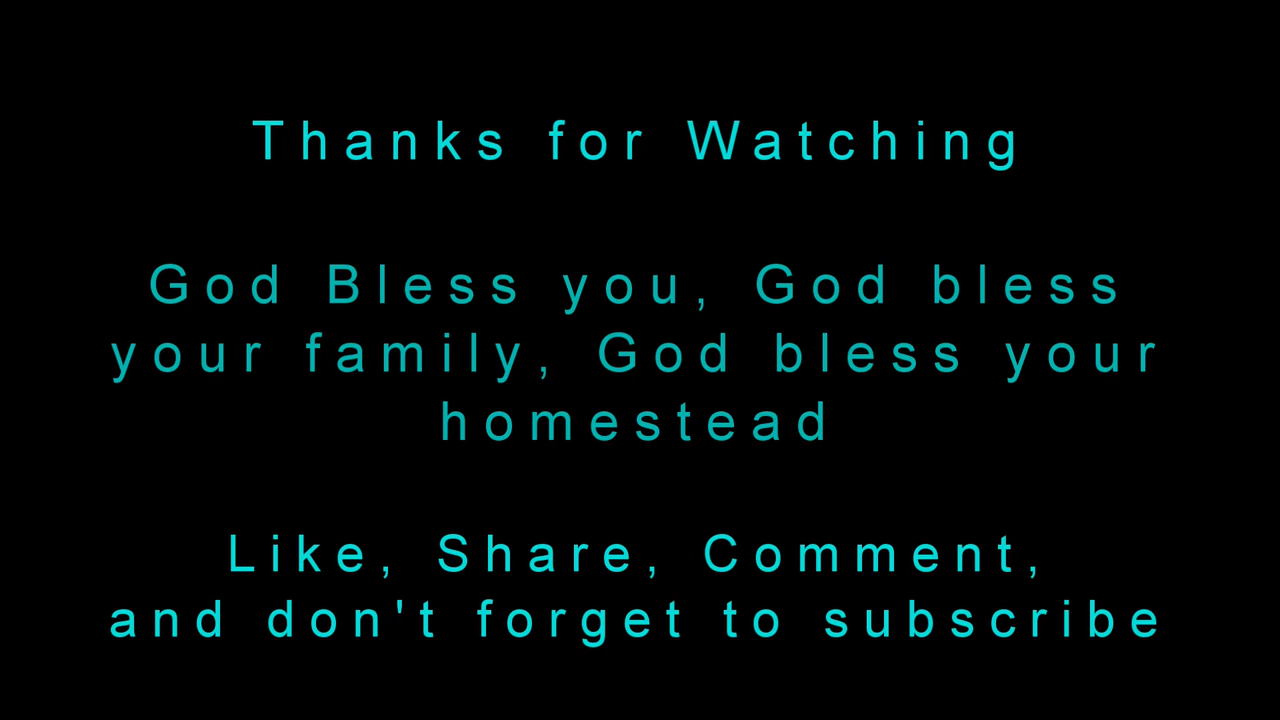 Thanks for Watching
God Bless you, God bless
your family, God bless your
homestead
Like, Share, Comment,
and don't forget to subscribe